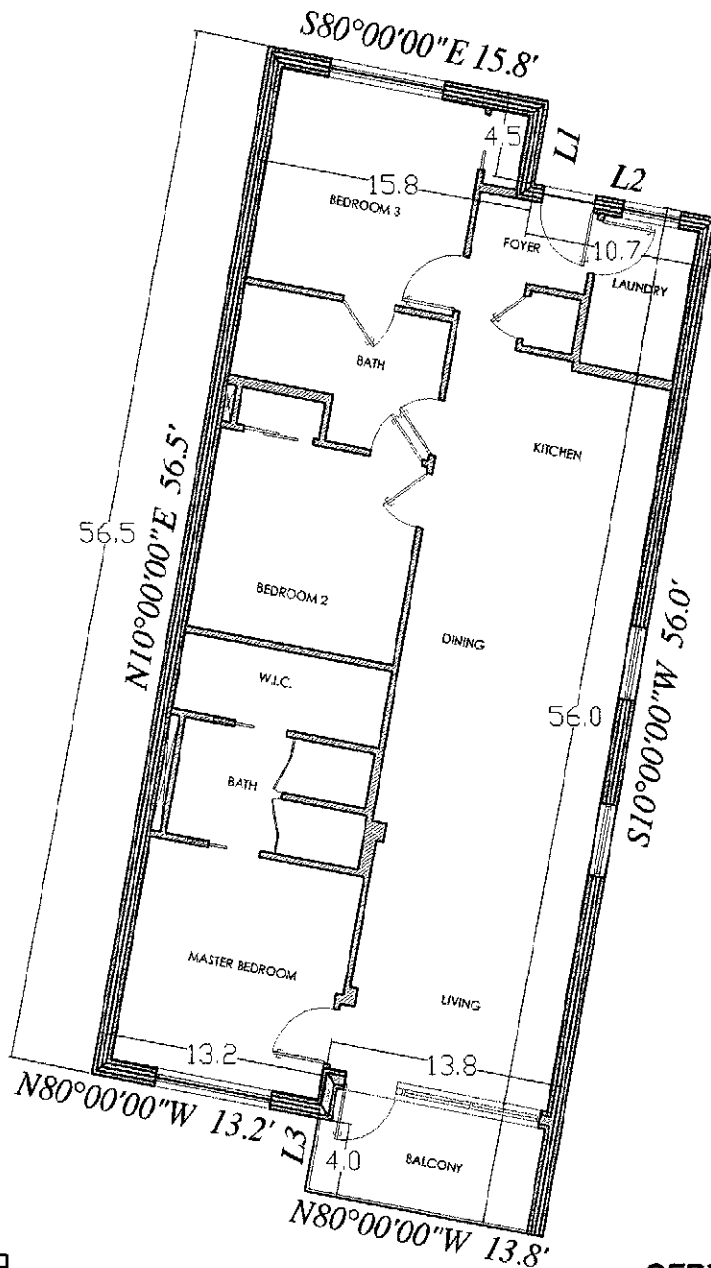 S80°00'00"E 15.8'
4.5
L1
15.8
BEDROOM 3
L2
FOYER
10.7
LAUNDRY
BATH
KITCHEN
N10°00'00"E 56.5'
56.5
BEDROOM 2
DINING
W.I.C.
56.0
S10°00'00"W 56.0'
BATH
MASTER BEDROOM
LIVING
13.2
13.8
N80°00'00"W 13.2'
L3
4.0
BALCONY
N80°00'00"W 13.8'